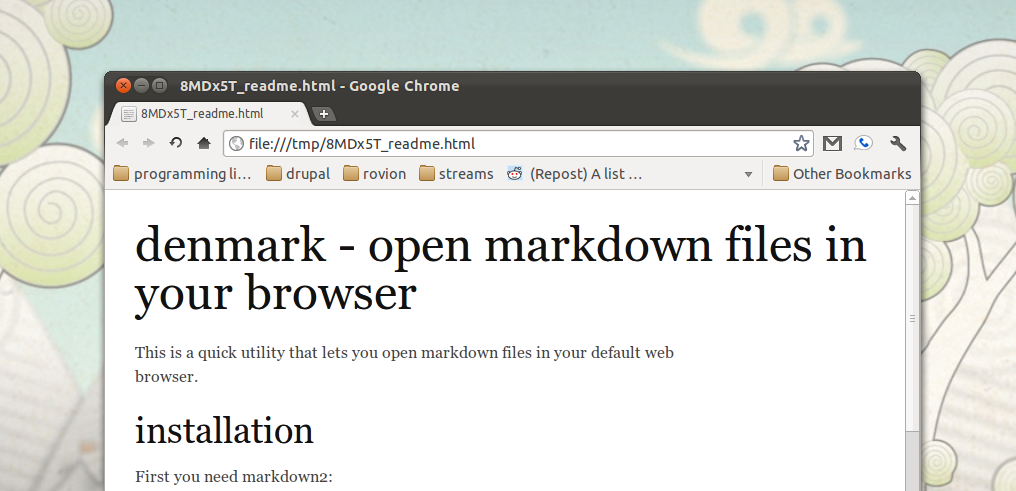 8MDx5T_readme.html - Google Chrome
8MDx5T_readme.html
file:///tmp/8MDx5T_readme.html
programming li... drupal rovion streams (Repost) A list ... Other Bookmarks
denmark - open markdown files in
your browser
This is a quick utility that lets you open markdown files in your default web
browser.
installation
First you need markdown2: